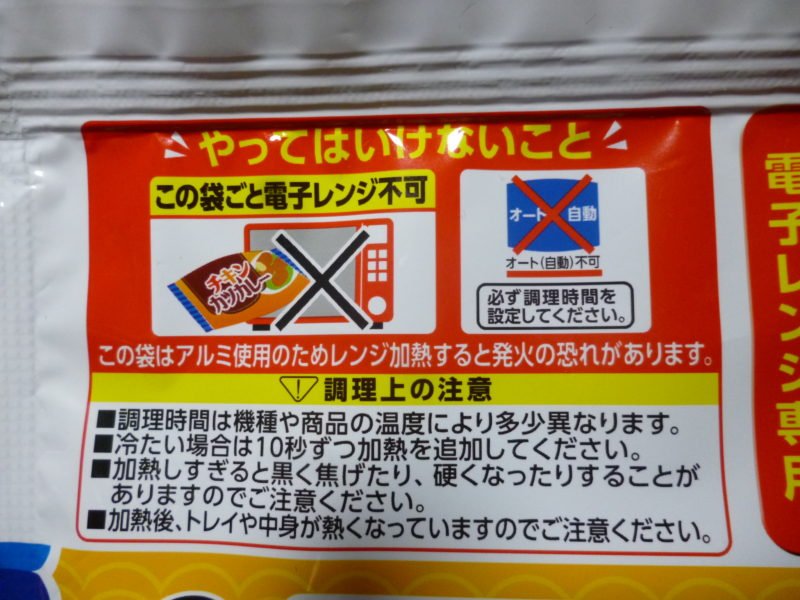 やってはいけないこと
この袋ごと電子レンジ不可
チキン
カツカレー
オート 自動
オート(自動)不可
必ず調理時間を
設定してください。
この袋はアルミ使用のためレンジ加熱すると発火の恐れがあります。
調理上の注意
■調理時間は機種や商品の温度により多少異なります。
■冷たい場合は10秒ずつ加熱を追加してください。
■加熱しすぎると黒く焦げたり、硬くなったりすることが
ありますのでご注意ください。
■加熱後、トレイや中身が熱くなっていますのでご注意ください。
電子レンジ専用